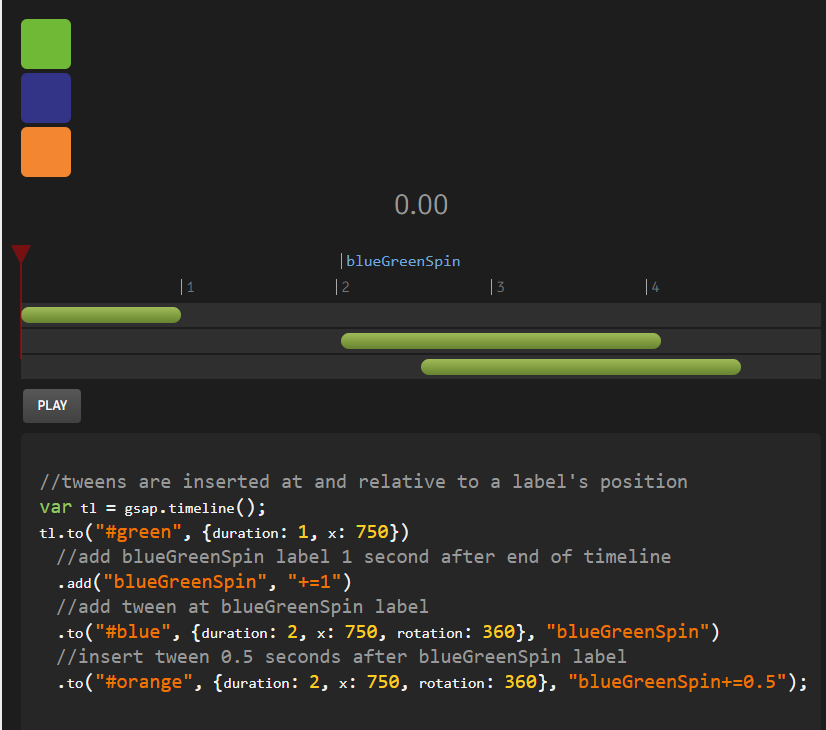 0.00
blueGreenSpin
1 2 3 4
PLAY
//tweens are inserted at and relative to a label's position
var tl = gsap.timeline();
tl.to("#green", {duration: 1, x: 750})
//add blueGreenSpin label 1 second after end of timeline
.add("blueGreenSpin", "+=1")
//add tween at blueGreenSpin label
.to("#blue", {duration: 2, x: 750, rotation: 360}, "blueGreenSpin")
//insert tween 0.5 seconds after blueGreenSpin label
.to("#orange", {duration: 2, x: 750, rotation: 360}, "blueGreenSpin+=0.5");